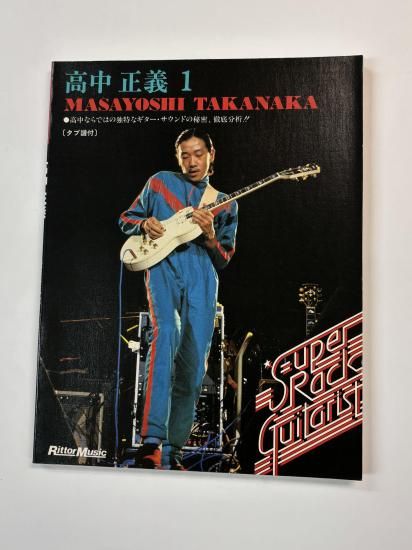 高中 正義 1
MASAYOSHI TAKANAKA
●高中ならではの独特なギター・サウンドの秘密、徹底分析!!
〔タブ譜付〕
Super
Rock
Guitarist
Rittor Music